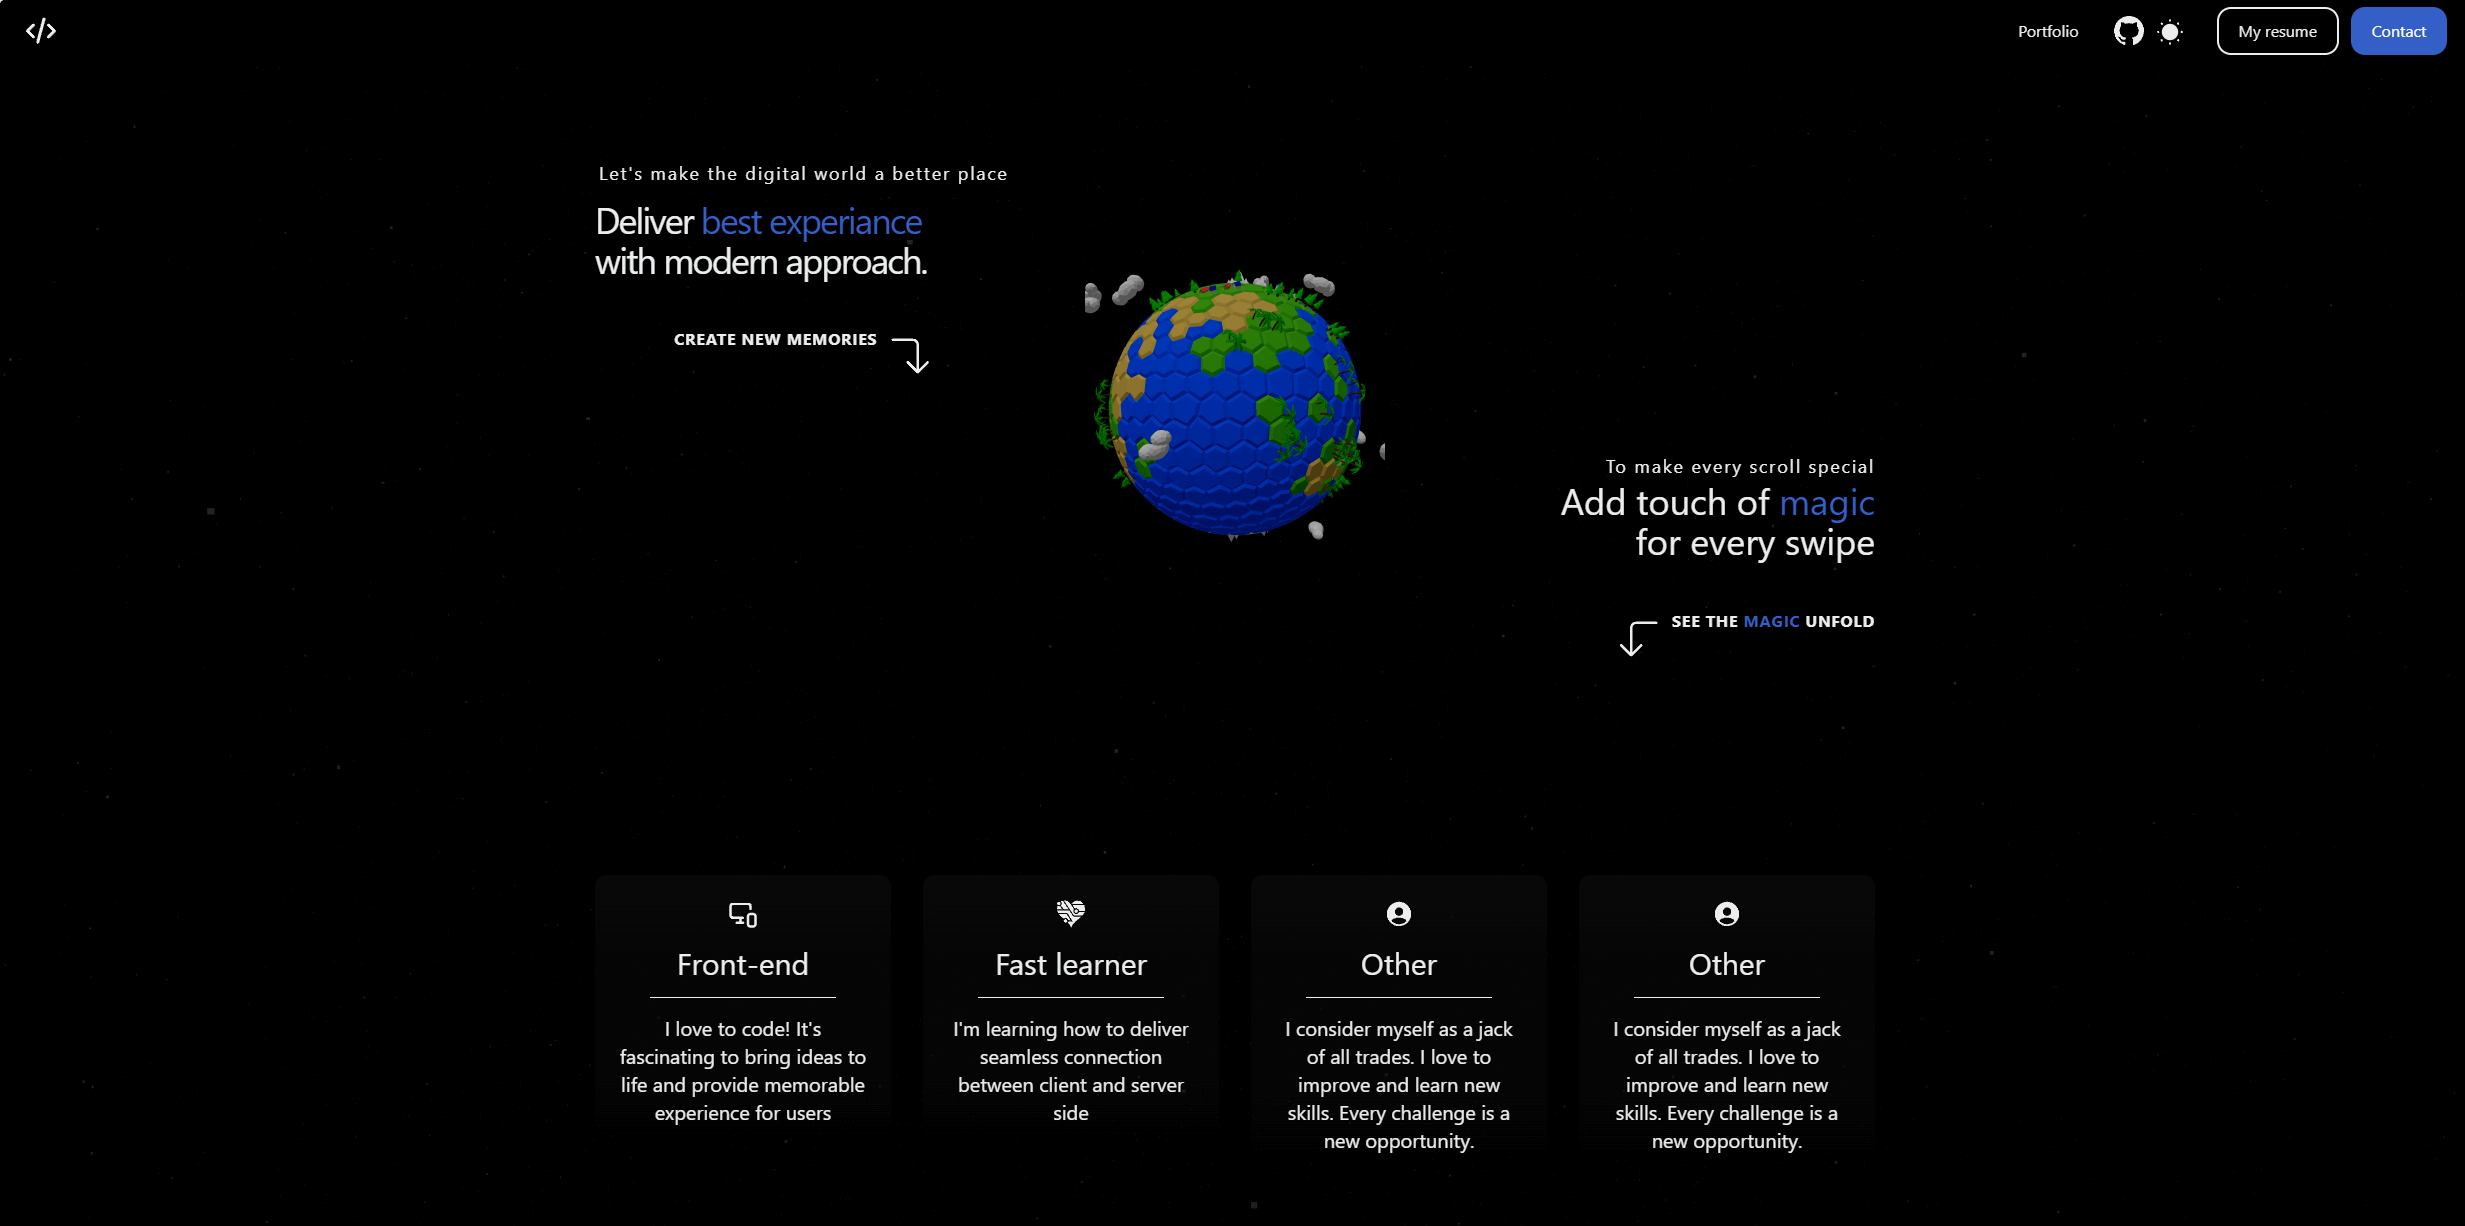 </>
Portfolio
My resume
Contact
Let's make the digital world a better place
Deliver best experiance
with modern approach.
CREATE NEW MEMORIES
To make every scroll special
Add touch of magic
for every swipe
SEE THE MAGIC UNFOLD
Front-end
I love to code! It's
fascinating to bring ideas to
life and provide memorable
experience for users
Fast learner
I'm learning how to deliver
seamless connection
between client and server
side
Other
I consider myself as a jack
of all trades. I love to
improve and learn new
skills. Every challenge is a
new opportunity.
Other
I consider myself as a jack
of all trades. I love to
improve and learn new
skills. Every challenge is a
new opportunity.